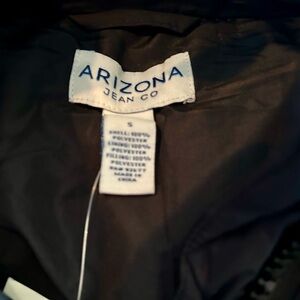 ARIZONA
JEAN CO
S
SHELL: 100%
POLYESTER
LINING: 100%
POLYESTER
FILLING: 100%
POLYESTER
MADE IN
CHINA